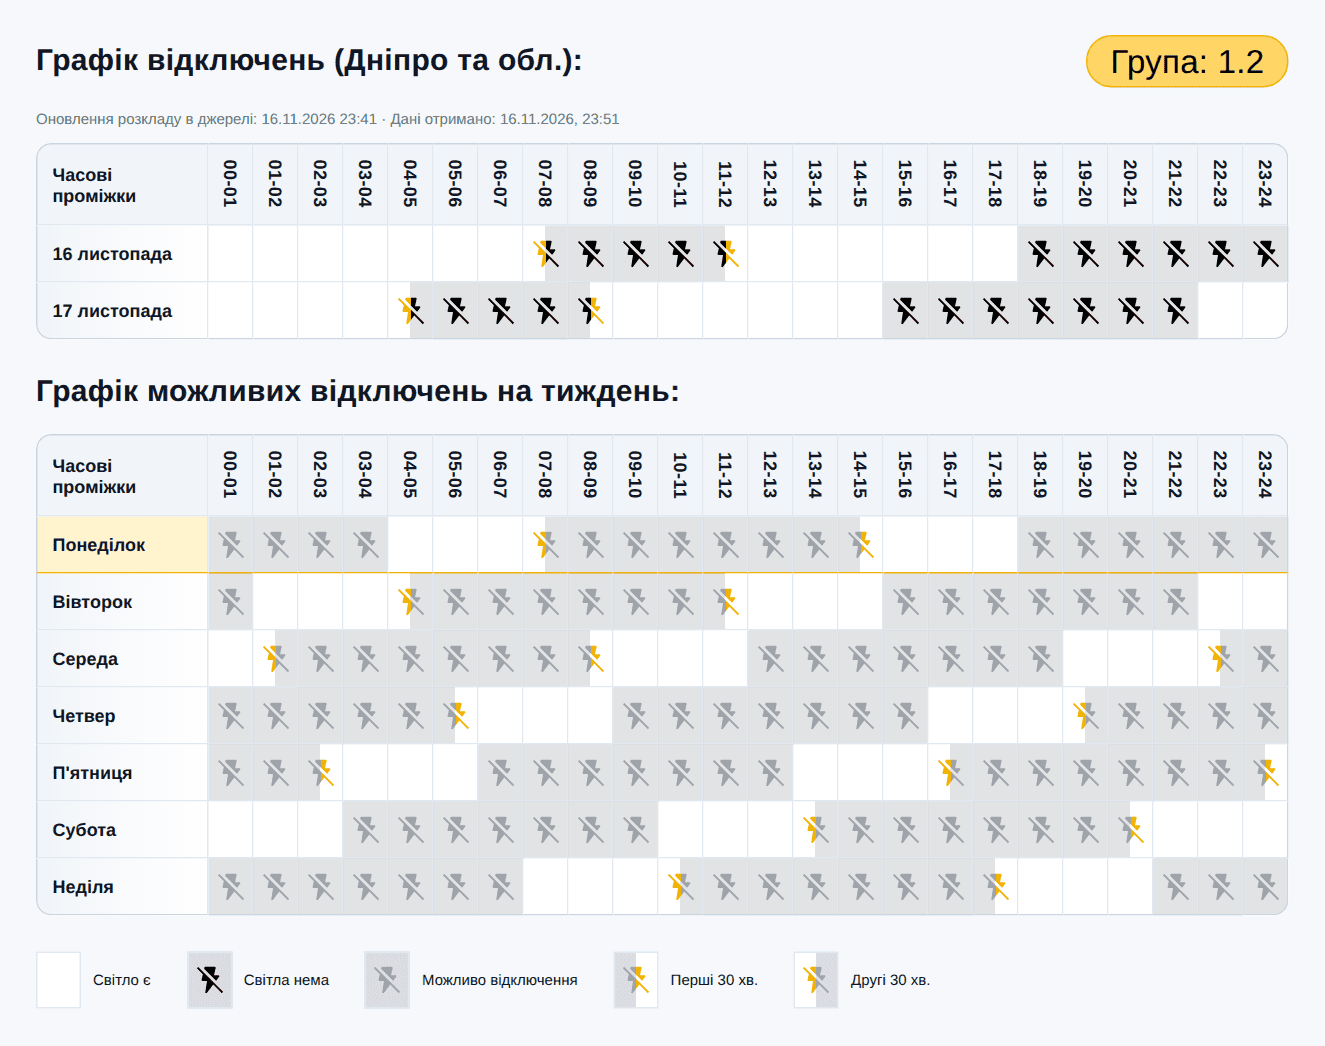 Графік відключень (Дніпро та обл.):
Група: 1.2
Оновлення розкладу в джерелі: 16.11.2026 23:41 · Дані отримано: 16.11.2026, 23:51
Часові проміжки 00-01 01-02 02-03 03-04 04-05 05-06 06-07 07-08 08-09 09-10 10-11 11-12 12-13 13-14 14-15 15-16 16-17 17-18 18-19 19-20 20-21 21-22 22-23 23-24
16 листопада
17 листопада
Графік можливих відключень на тиждень:
Часові проміжки 00-01 01-02 02-03 03-04 04-05 05-06 06-07 07-08 08-09 09-10 10-11 11-12 12-13 13-14 14-15 15-16 16-17 17-18 18-19 19-20 20-21 21-22 22-23 23-24
Понеділок
Вівторок
Середа
Четвер
П'ятниця
Субота
Неділя
Світло є
Світла нема
Можливо відключення
Перші 30 хв.
Другі 30 хв.